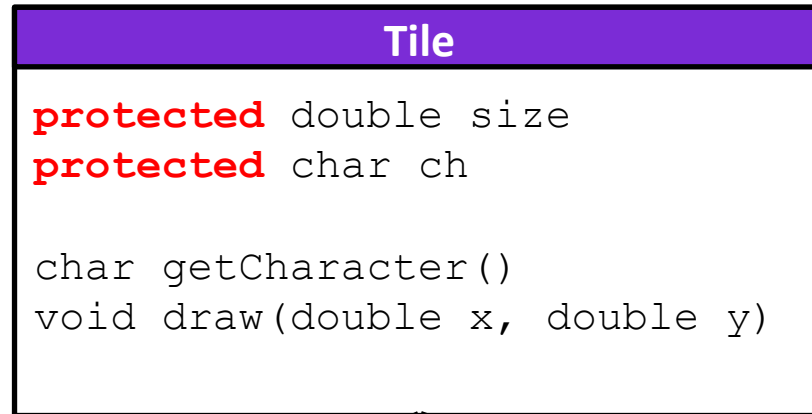 Tile
protected double size
protected char ch
char getCharacter()
void draw(double x, double y)